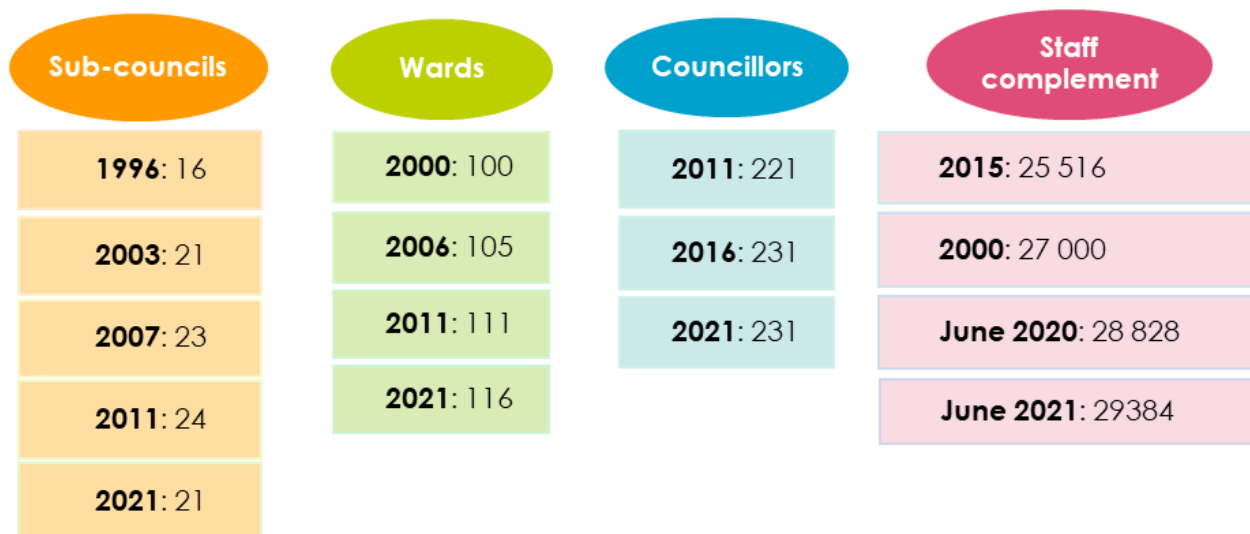 Sub-councils
1996: 16
2003: 21
2007: 23
2011: 24
2021: 21
Wards
2000: 100
2006: 105
2011: 111
2021: 116
Councillors
2011: 221
2016: 231
2021: 231
Staff
complement
2015: 25 516
2000: 27 000
June 2020: 28 828
June 2021: 29384